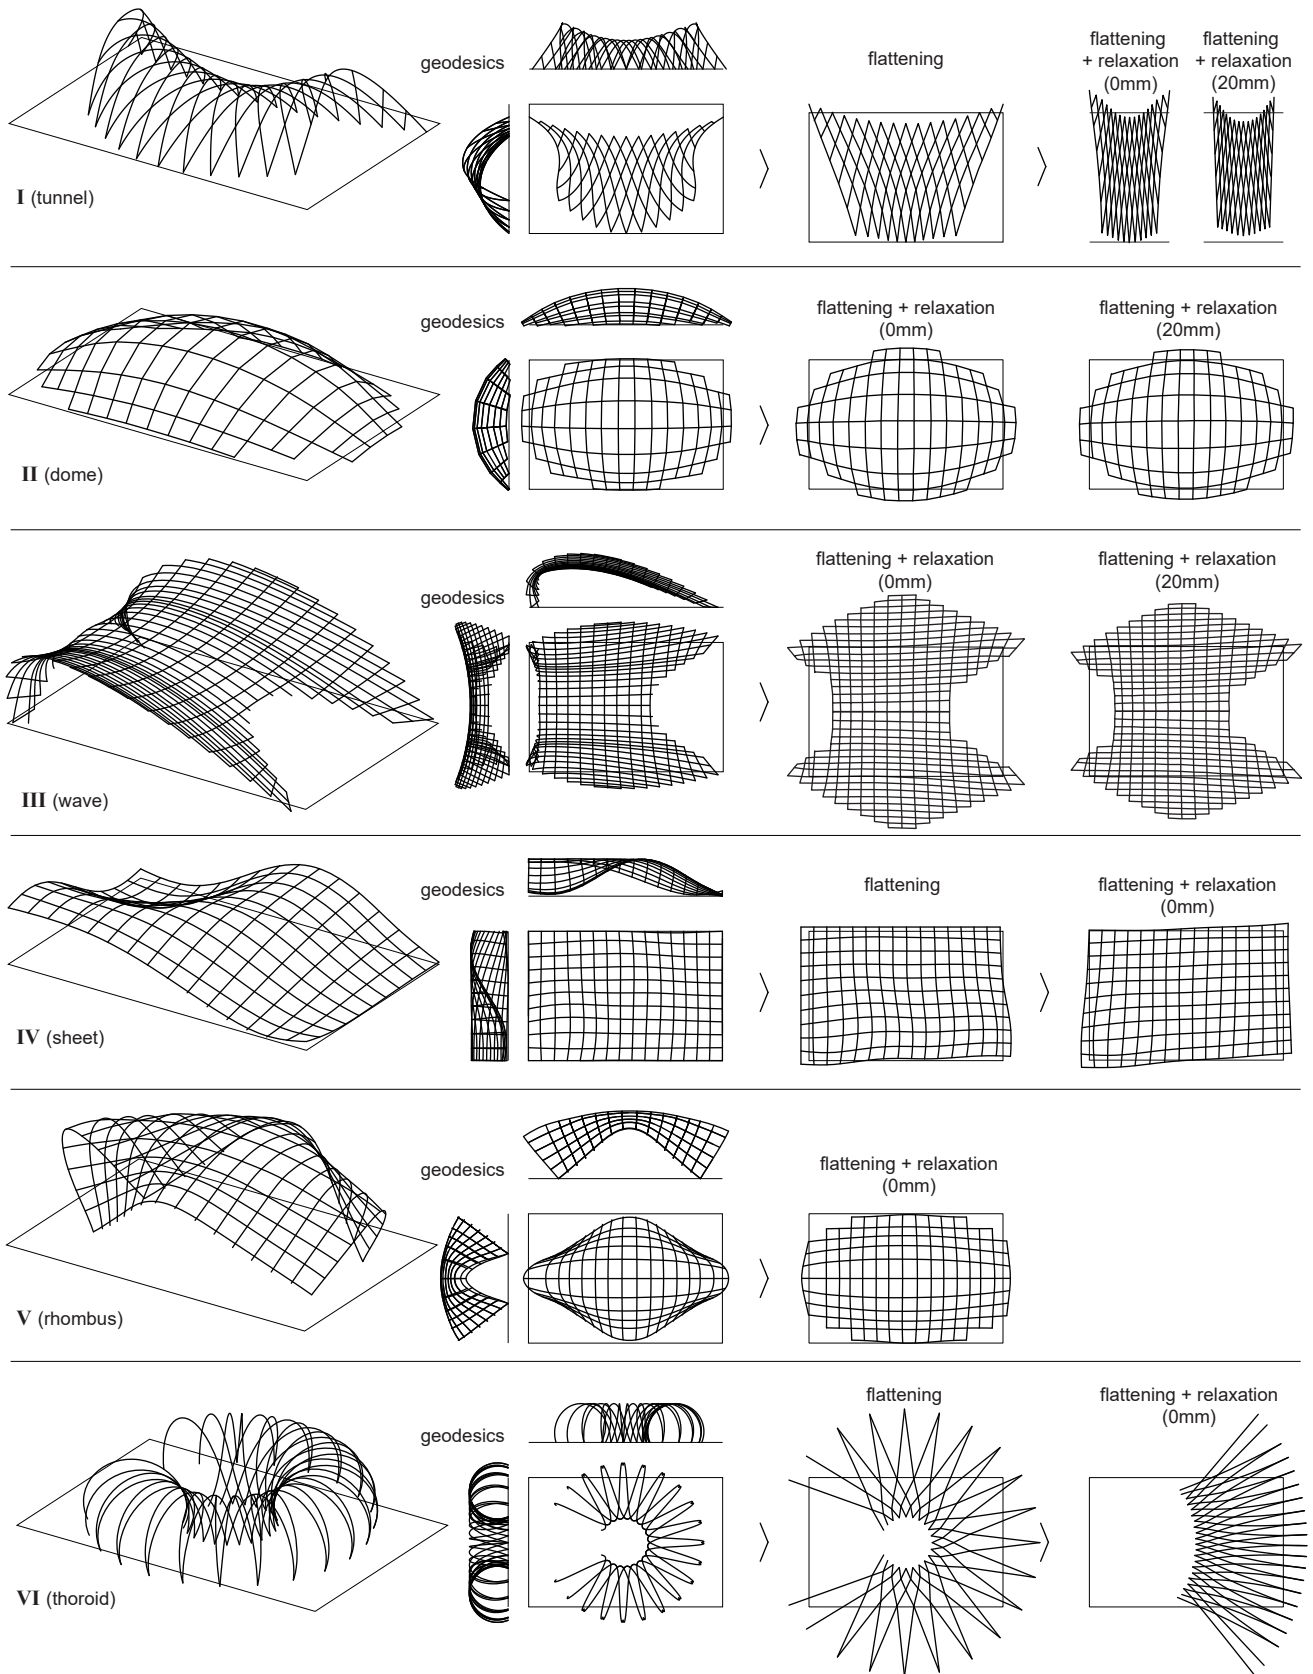 geodesics
flattening
flattening
+ relaxation
(0mm)
flattening
+ relaxation
(20mm)
I (tunnel)
geodesics
flattening + relaxation
(0mm)
flattening + relaxation
(20mm)
II (dome)
geodesics
flattening + relaxation
(0mm)
flattening + relaxation
(20mm)
III (wave)
geodesics
flattening
flattening + relaxation
(0mm)
IV (sheet)
geodesics
flattening + relaxation
(0mm)
V (rhombus)
geodesics
flattening
flattening + relaxation
(0mm)
VI (thoroid)